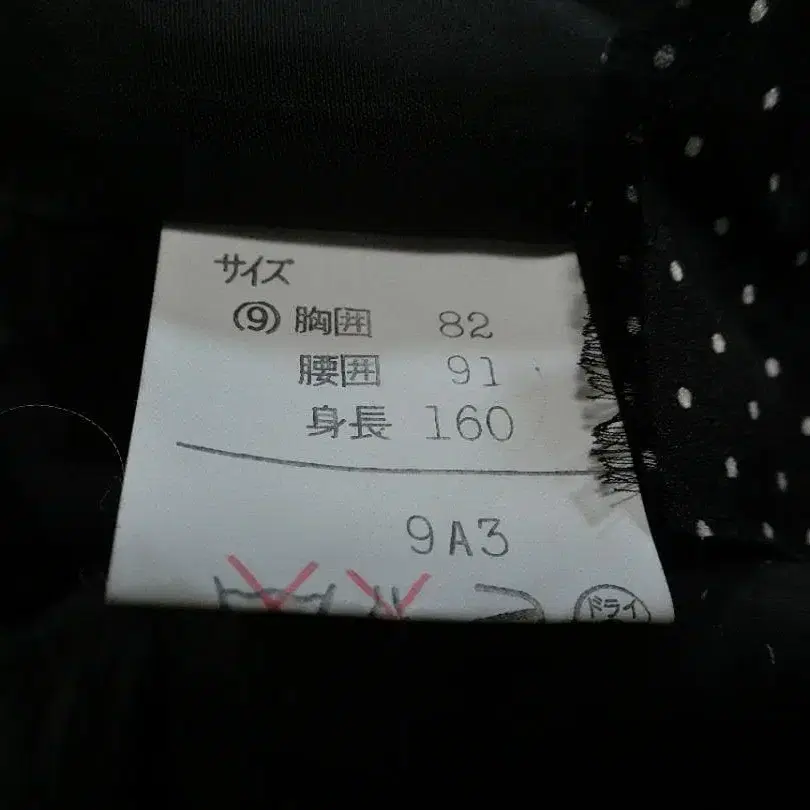 サイズ
(9) 胸囲 82
腰囲 91
身長 160
9A3
ドライ